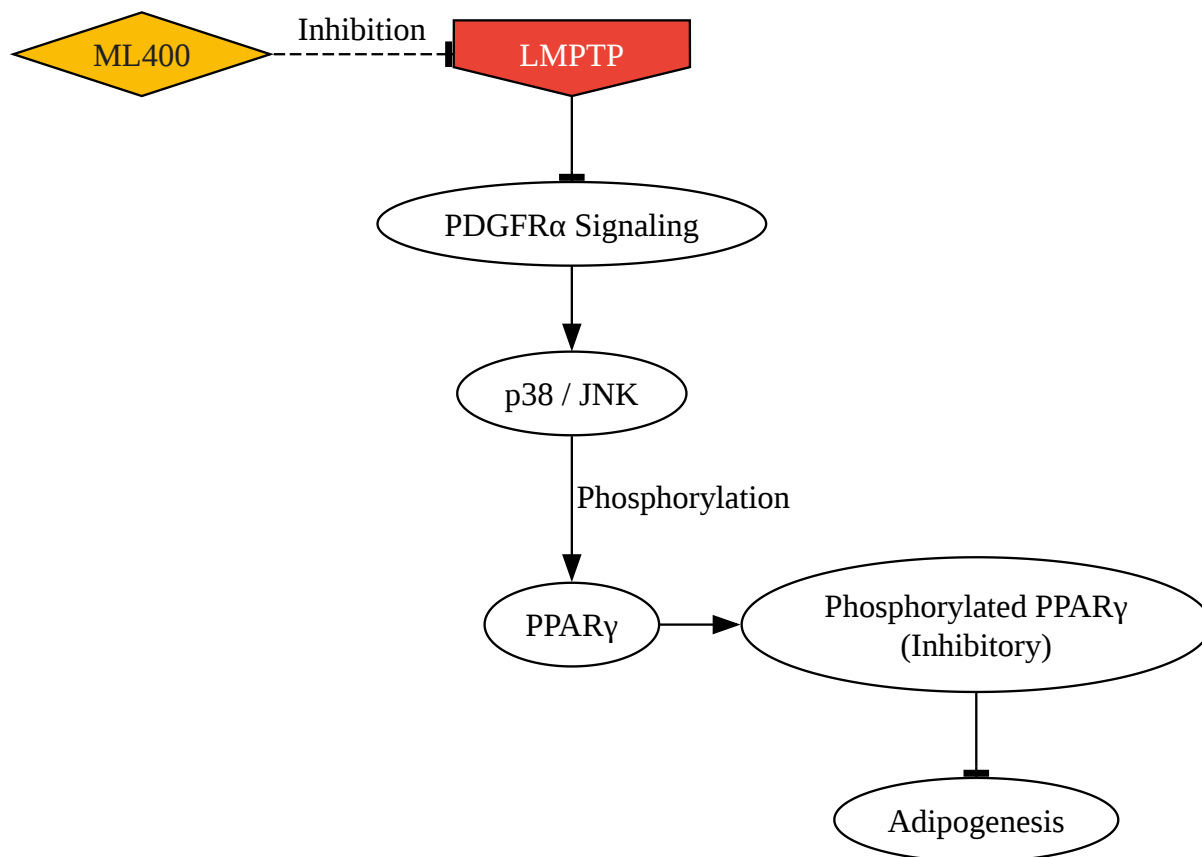 Inhibition
ML400
LMPTP
PDGFRα Signaling
p38 / JNK
Phosphorylation
PPARγ
Phosphorylated PPARγ
(Inhibitory)
Adipogenesis